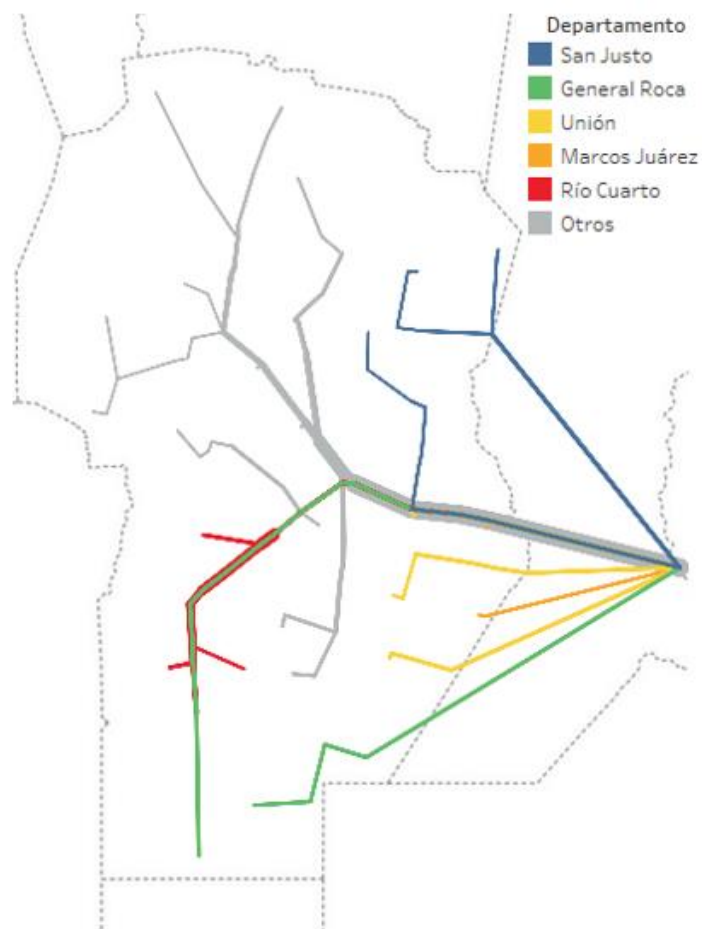 Departamento
San Justo
General Roca
Unión
Marcos Juárez
Río Cuarto
Otros